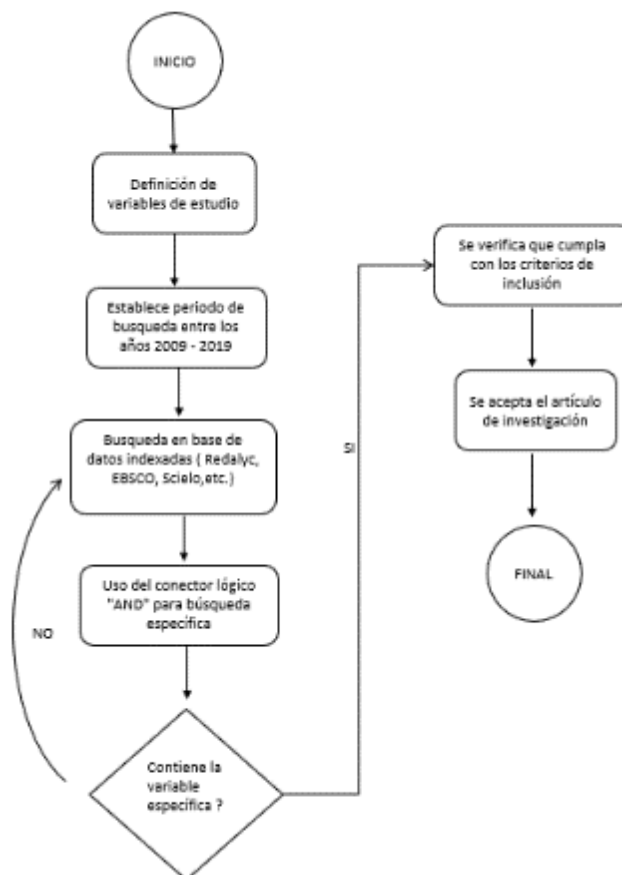 INICIO
Definición de
variables de estudio
Establece periodo de
busqueda entre los
años 2009 - 2019
Busqueda en base de
datos indexadas ( Redalyc,
EBSCO, Scielo,etc.)
Uso del conector lógico
"AND" para búsqueda
específica
NO
Contiene la
variable
específica ?
SI
Se verifica que cumpla
con los criterios de
inclusión
Se acepta el artículo
de investigación
FINAL